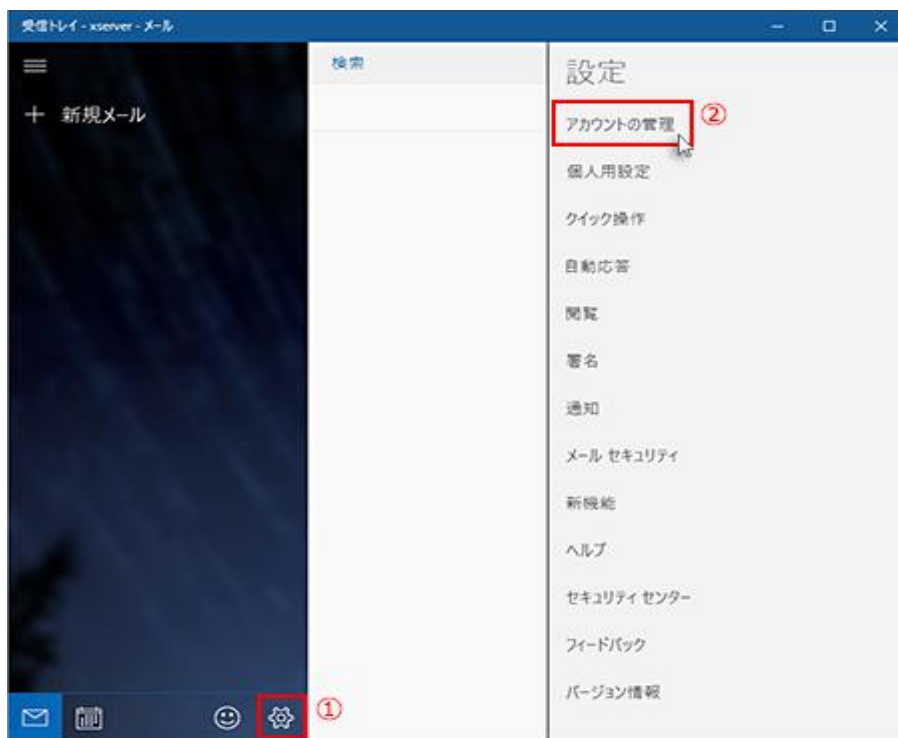 受信トレイ - xserver - メール
＋ 新規メール
検索
設定
アカウントの管理 ②
個人用設定
クイック操作
自動応答
閲覧
署名
通知
メール セキュリティ
新機能
ヘルプ
セキュリティ センター
フィードバック
バージョン情報
①